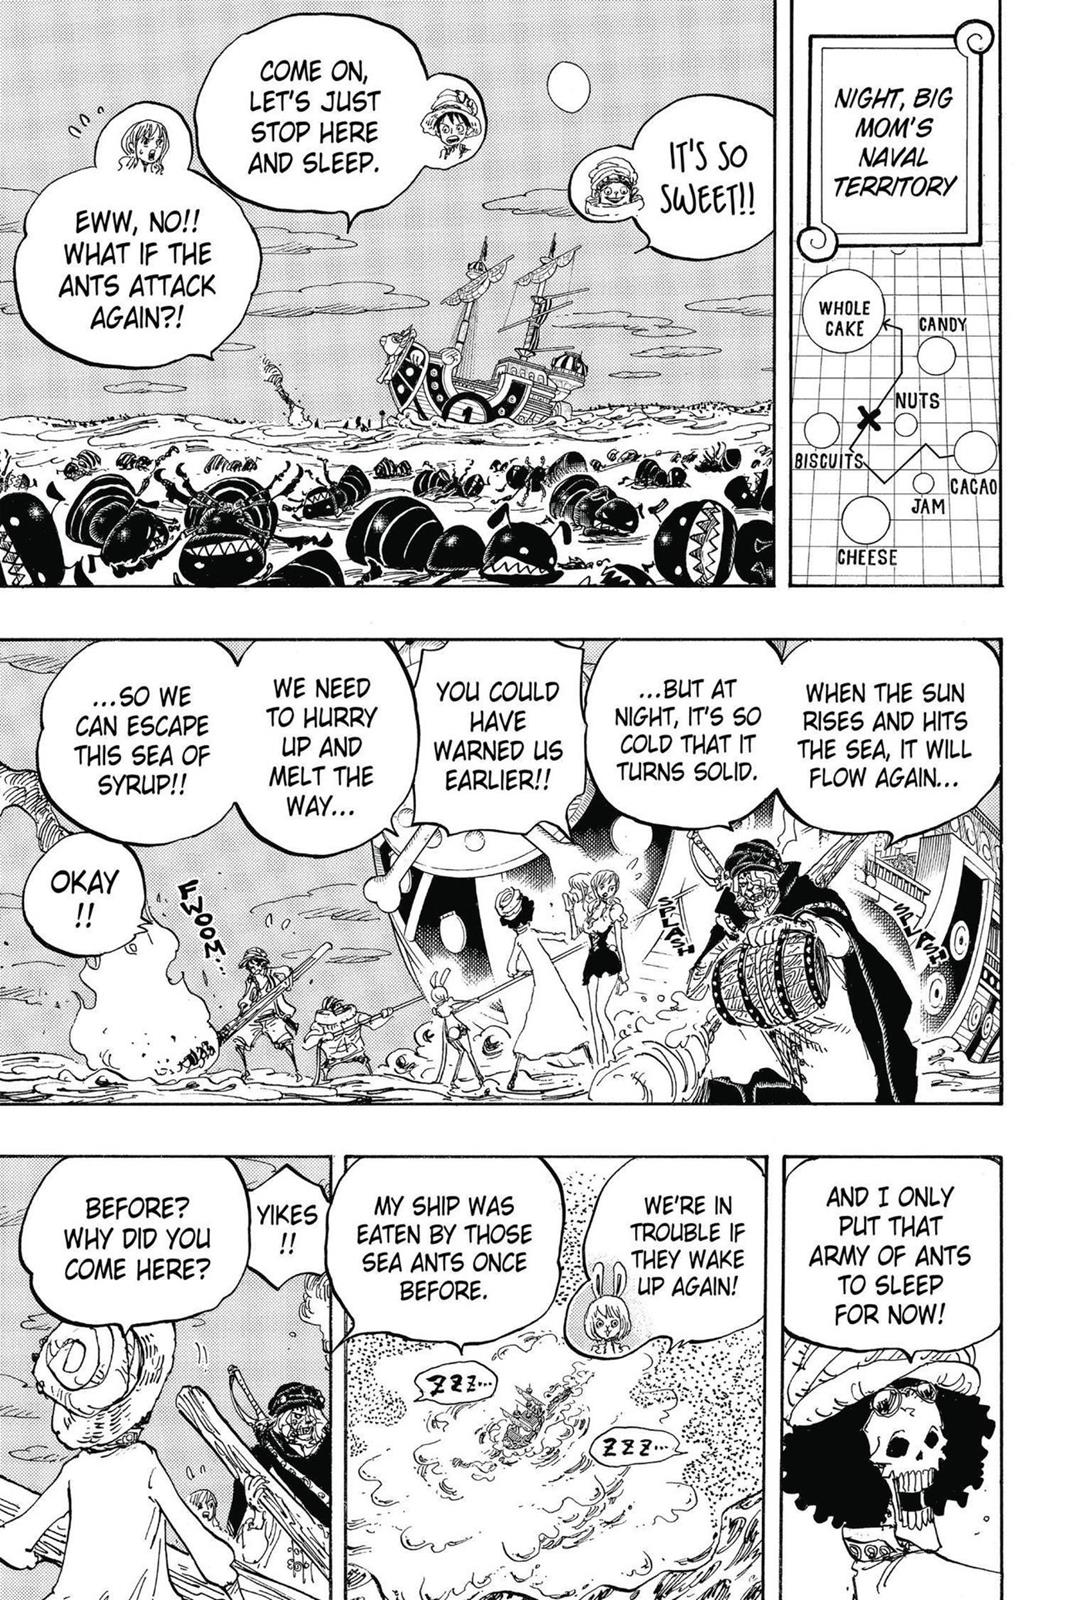 NIGHT, BIG
MOM'S
NAVAL
TERRITORY
WHOLE
CAKE
CANDY
NUTS
BISCUITS
CACAO
JAM
CHEESE
IT'S SO
SWEET!!
COME ON,
LET'S JUST
STOP HERE
AND SLEEP.
EWW, NO!!
WHAT IF THE
ANTS ATTACK
AGAIN?!
1
WHEN THE SUN
RISES AND HITS
THE SEA, IT WILL
FLOW AGAIN...
...BUT AT
NIGHT, IT'S SO
COLD THAT IT
TURNS SOLID.
YOU COULD
HAVE
WARNED US
EARLIER!!
WE NEED
TO HURRY
UP AND
MELT THE
WAY...
...SO WE
CAN ESCAPE
THIS SEA OF
SYRUP!!
SPLASH
SPLASH
FWOOM...
OKAY
!!
AND I ONLY
PUT THAT
ARMY OF ANTS
TO SLEEP
FOR NOW!
WE'RE IN
TROUBLE IF
THEY WAKE
UP AGAIN!
MY SHIP WAS
EATEN BY THOSE
SEA ANTS ONCE
BEFORE.
ZZZ...
ZZZ...
YIKES
!!
BEFORE?
WHY DID YOU
COME HERE?